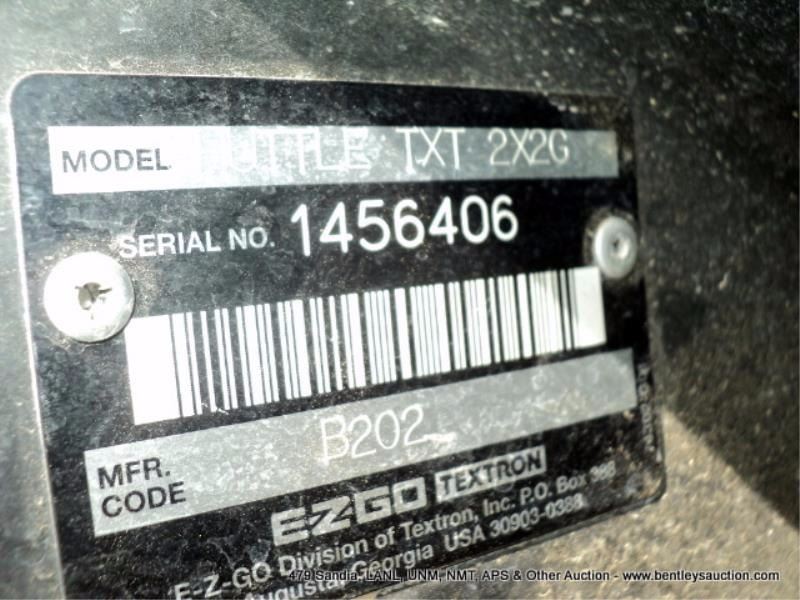 MODEL UTTLE TXT 2X2G
SERIAL NO. 1456406
MFR. CODE B202
E-Z-GO TEXTRON
E-Z-GO Division of Textron, Inc. P.O. Box 388
Augusta, Georgia USA 30903-0388
479 Sandia, LANL, UNM, NMT, APS & Other Auction - www.bentleysauction.com